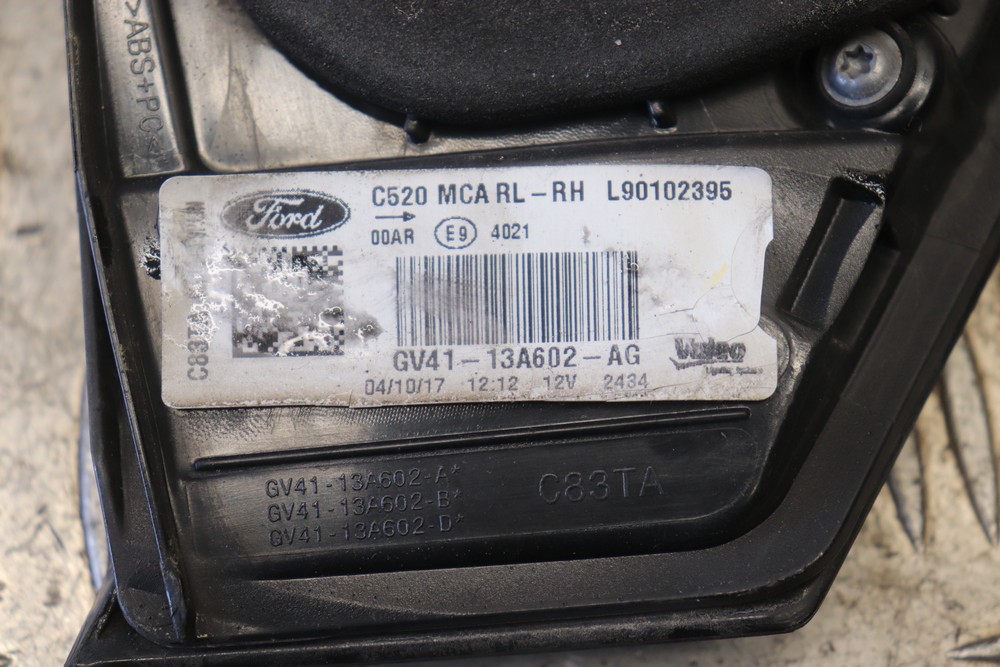 >ABS+PC<
Ford
C520 MCA RL-RH L90102395
00AR E9 4021
GV41-13A602-AG
Valeo
04/10/17 12:12 12V 2434
GV41-13A602-A*
GV41-13A602-B*
GV41-13A602-D*
C83TA